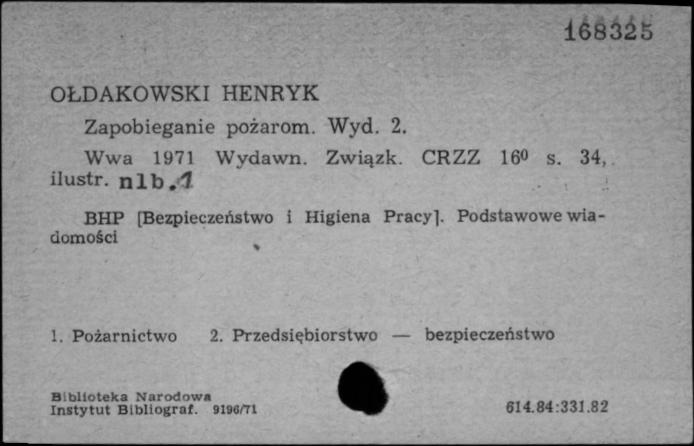 168325
OŁDAKOWSKI HENRYK
Zapobieganie pożarom. Wyd. 2.
Wwa 1971 Wydawn. Związk. CRZZ 16⁰ s. 34,
ilustr. nlb.1
BHP [Bezpieczeństwo i Higiena Pracy]. Podstawowe wia-
domości
1. Pożarnictwo 2. Przedsiębiorstwo — bezpieczeństwo
Biblioteka Narodowa
Instytut Bibliograf. 9196/71
614.84:331.82